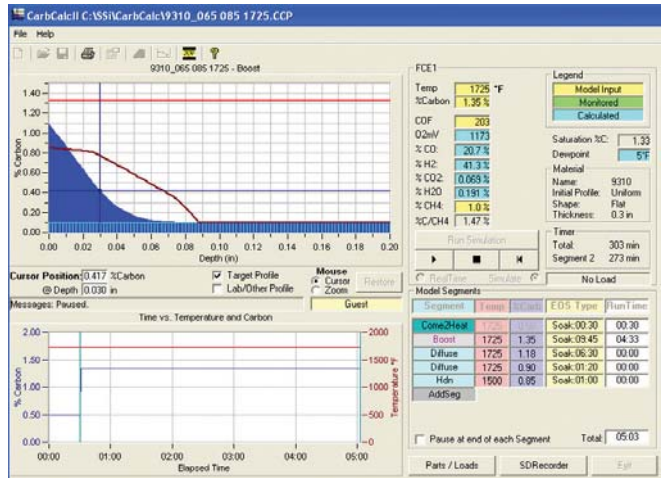 CarbCalcII C:\SSi\CarbCalc\9310_065 085 1725.CCP
File Help
9310_065 085 1725 - Boost
% Carbon
1.40
1.20
1.00
0.80
0.60
0.40
0.20
0.00
0.00 0.02 0.04 0.06 0.08 0.10 0.12 0.14 0.16 0.18 0.20
Depth (in)
Cursor Position: 0.417 %Carbon
@ Depth 0.030 in
Target Profile
Lab/Other Profile
Mouse
Cursor
Zoom
Restore
Messages: Paused.
Guest
Time vs. Temperature and Carbon
% Carbon
2.00
1.50
1.00
0.50
0.00
2000
1500
1000
500
0
Temperature °F
00:00 01:00 02:00 03:00 04:00 05:00
Elapsed Time
FCE1
Temp 1725 °F
%Carbon 1.35 %
COF 203
O2mV 1173
% CO: 20.7 %
% H2: 41.3 %
% CO2: 0.069 %
% H2O 0.191 %
% CH4: 1.0 %
%C/CH4 1.47 %
Run Simulation
RealTime Simulate
Legend
Model Input
Monitored
Calculated
Saturation %C: 1.33
Dewpoint 5°F
Material
Name: 9310
Initial Profile: Uniform
Shape: Flat
Thickness: 0.3 in
Timer
Total: 303 min
Segment 2 273 min
No Load
Model Segments
Segment Temp %Carb EOS Type RunTime
Come2Heat 1725 Soak:00:30 00:30
Boost 1725 1.35 Soak:09:45 04:33
Diffuse 1725 1.18 Soak:06:30 00:00
Diffuse 1725 0.90 Soak:01:20 00:00
Hdn 1500 0.85 Soak:01:00 00:00
AddSeg
Pause at end of each Segment Total: 05:03
Parts / Loads SDRecorder Exit